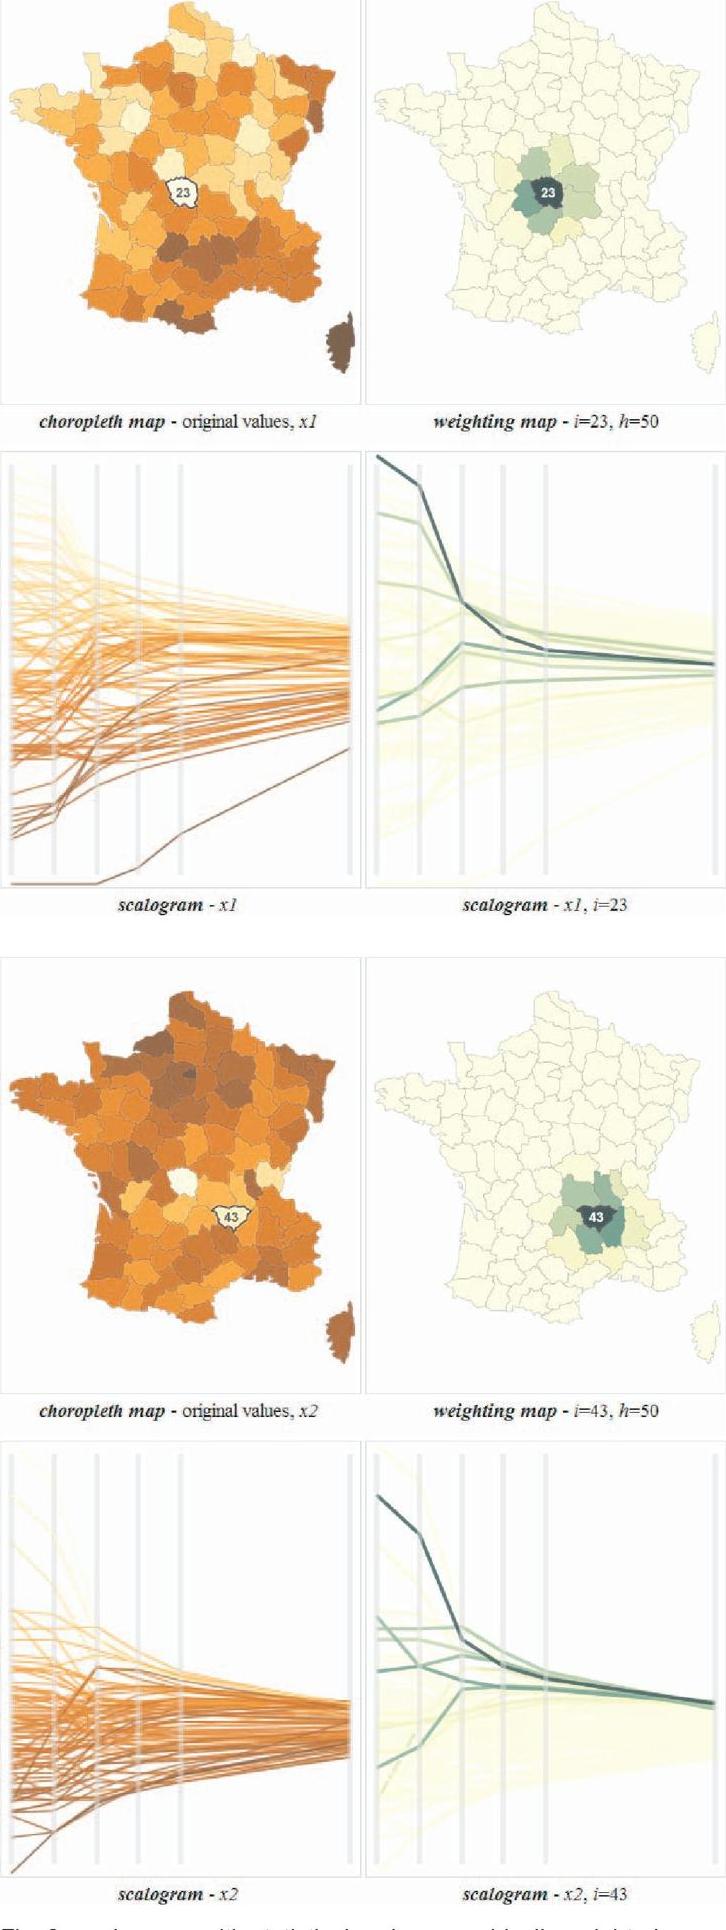 23
23
choropleth map - original values, x1
weighting map - i=23, h=50
scalogram - x1
scalogram - x1, i=23
43
43
choropleth map - original values, x2
weighting map - i=43, h=50
scalogram - x2
scalogram - x2, i=43